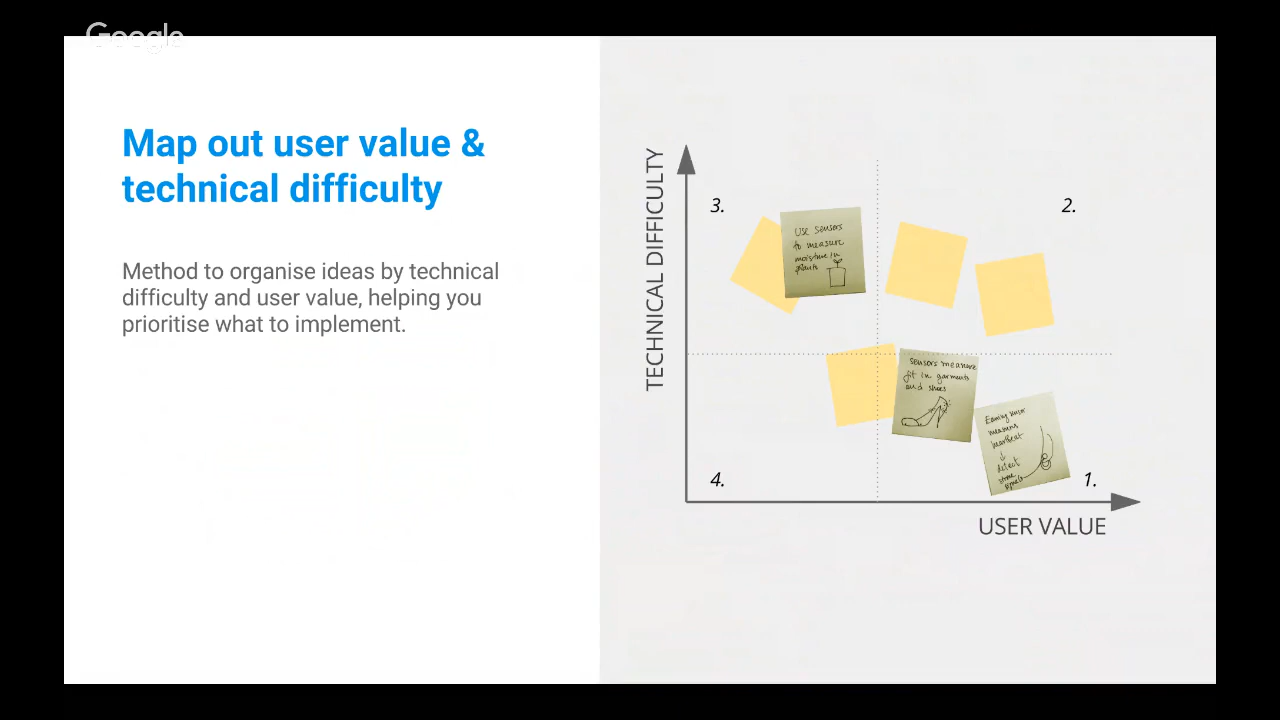 Google
Map out user value &
technical difficulty
Method to organise ideas by technical
difficulty and user value, helping you
prioritise what to implement.
TECHNICAL DIFFICULTY
3.
2.
Use sensors
to measure
moisture in
plants
sensors measure
fit in garments
and shoes
measures
heartbeat
detect
4.
1.
USER VALUE